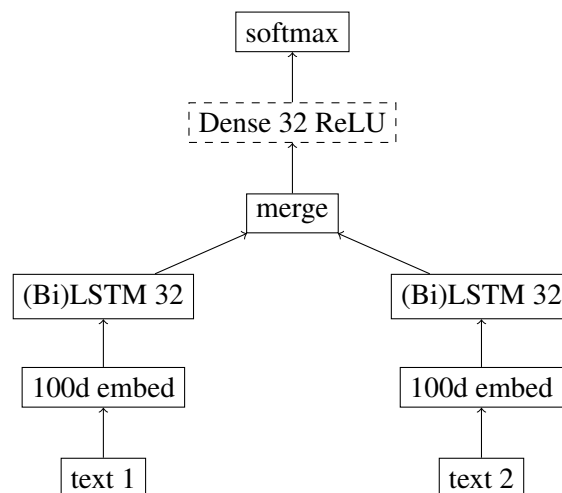 softmax
Dense 32 ReLU
merge
(Bi)LSTM 32
(Bi)LSTM 32
100d embed
100d embed
text 1
text 2